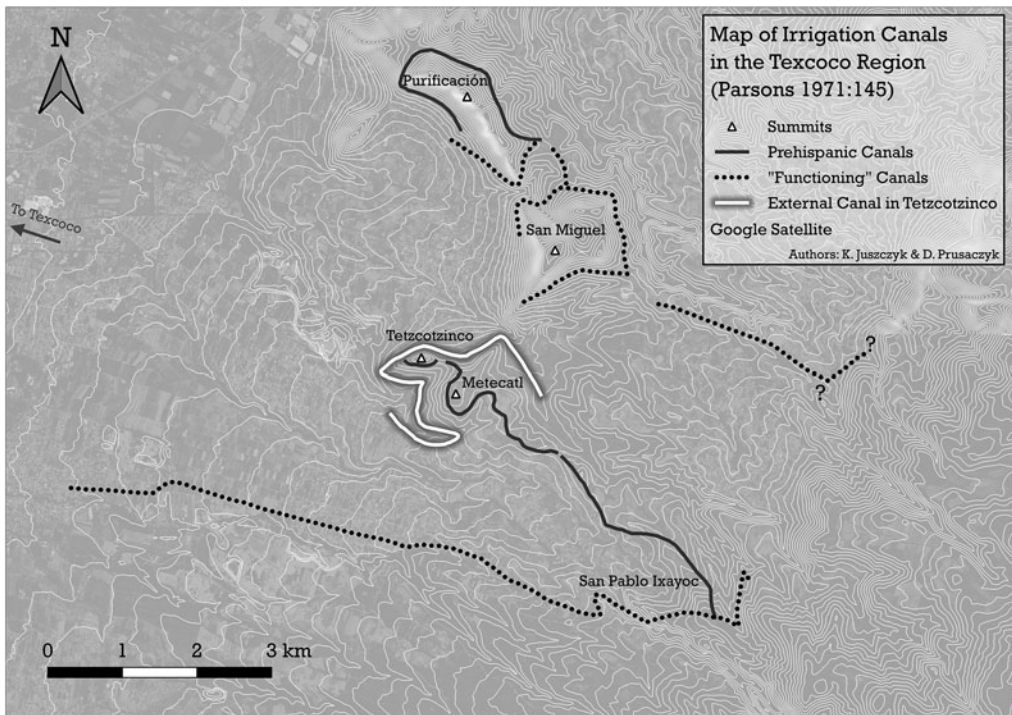 N
Map of Irrigation Canals
in the Texcoco Region
(Parsons 1971:145)
Summits
Prehispanic Canals
"Functioning" Canals
External Canal in Tetzcotzinco
Google Satellite
Authors: K. Juszczyk & D. Prusaczyk
Purificación
To Texcoco
San Miguel
Tetzcotzinco
?
Metecatl
?
San Pablo Ixayoc
0 1 2 3 km